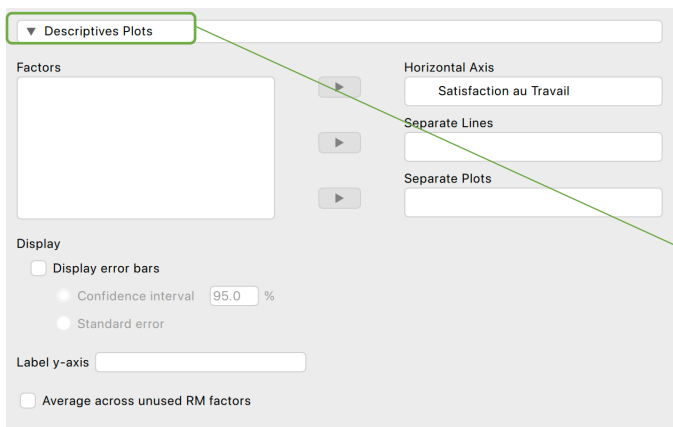 Descriptives Plots
Factors
Horizontal Axis
Satisfaction au Travail
Separate Lines
Separate Plots
Display
Display error bars
Confidence interval 95.0 %
Standard error
Label y-axis
Average across unused RM factors